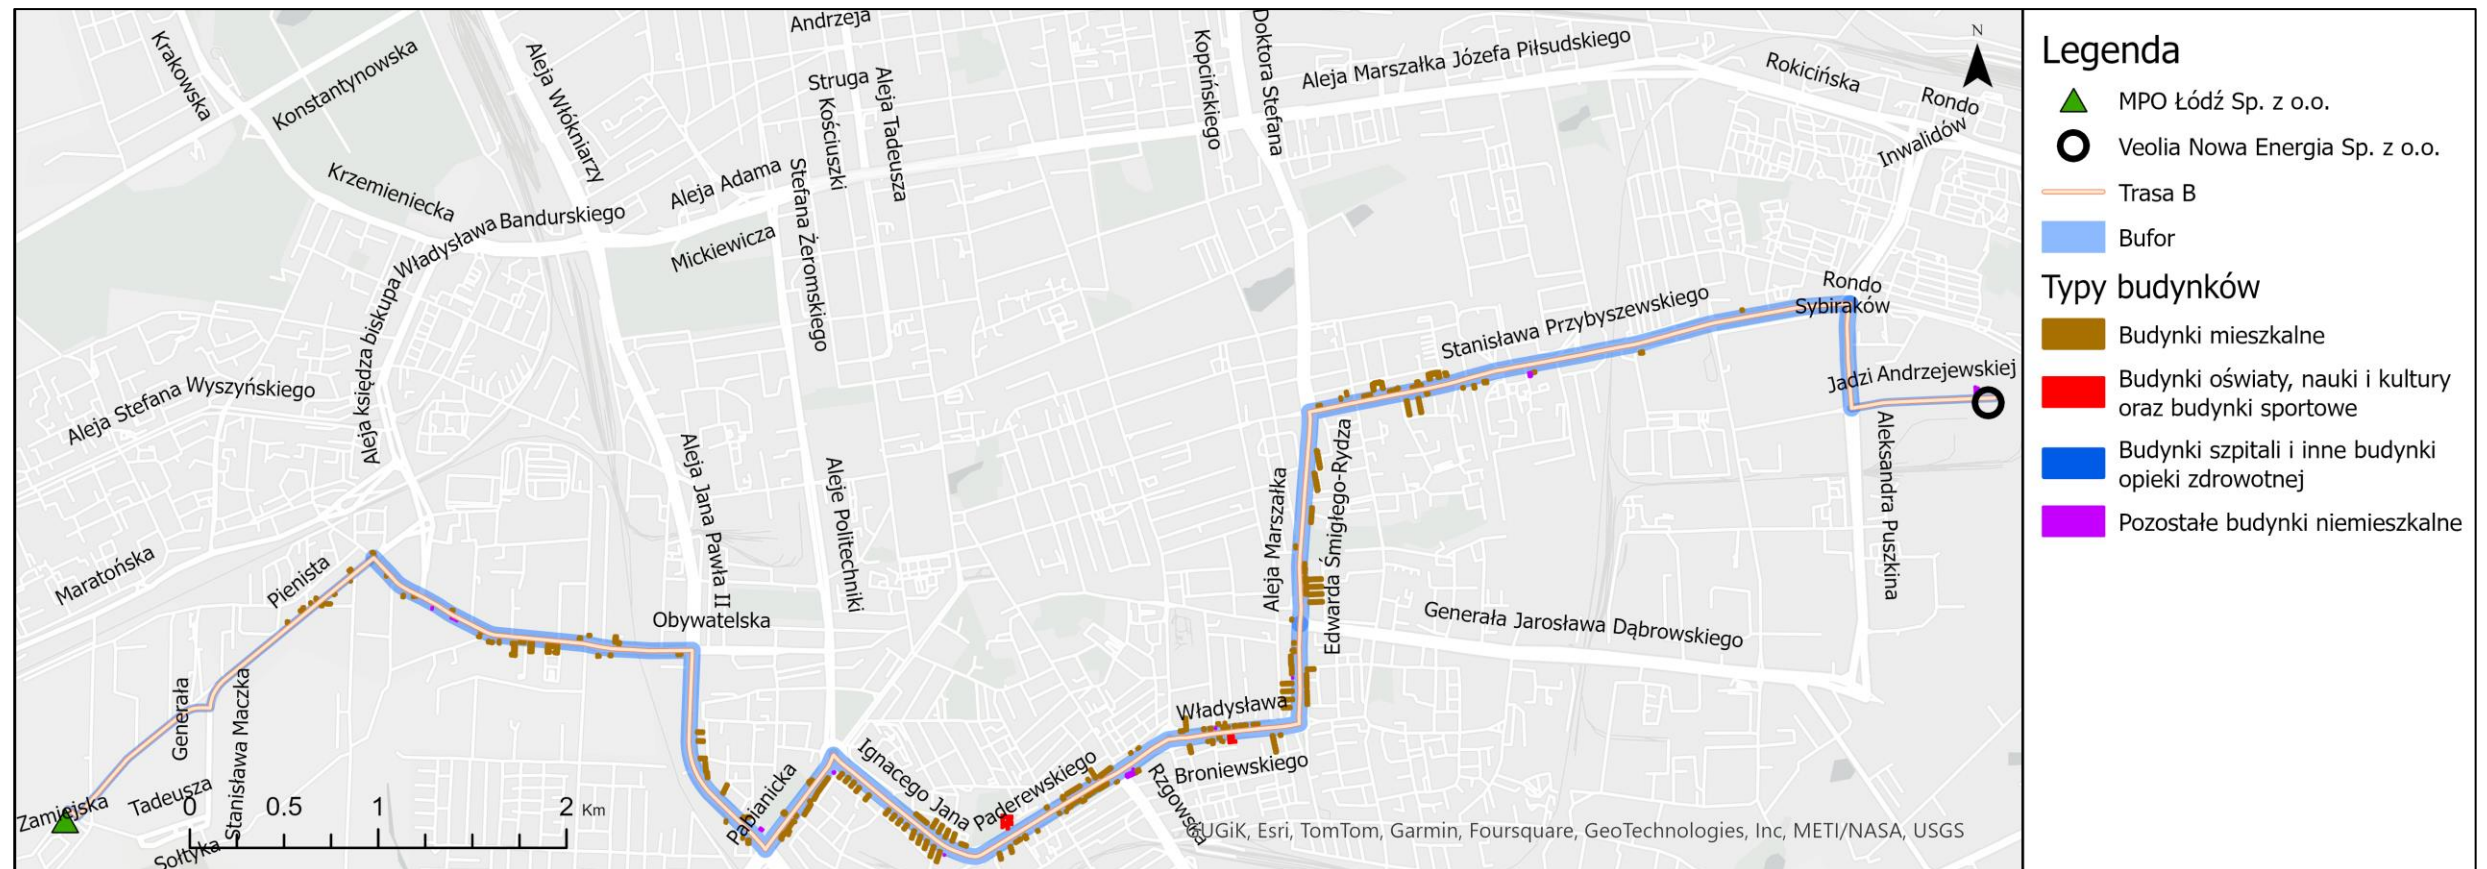 Andrzeja
Struga
Krakowska
Konstantynowska
Aleja Włókniarzy
Kościuszki
Aleja Tadeusza
Kopcińskiego
Doktora Stefana
Aleja Marszałka Józefa Piłsudskiego
Rokicińska
Rondo
Inwalidów
N
Krzemieniecka
Władysława
Bandurskiego
Aleja Adama
Mickiewicza
Stefana Żeromskiego
Aleja księdza biskupa
Aleja Stefana Wyszyńskiego
Stanisława Przybyszewskiego
Rondo
Sybiraków
Jadzi Andrzejewskiej
Aleksandra Puszkina
Aleja Jana Pawła II
Aleje Politechniki
Aleja Marszałka
Edwarda Śmigłego-Rydza
Maratońska
Pienista
Obywatelska
Generała Jarosława Dąbrowskiego
Generała
Stanisława Maczka
Władysława
Broniewskiego
Ignacego Jana
Paderewskiego
Pabianicka
Rzgowska
Zamiejska
Tadeusza
Sołtyka
0 0.5 1 2 Km
GUGiK, Esri, TomTom, Garmin, Foursquare, GeoTechnologies, Inc, METI/NASA, USGS
Legenda
MPO Łódź Sp. z o.o.
Veolia Nowa Energia Sp. z o.o.
Trasa B
Bufor
Typy budynków
Budynki mieszkalne
Budynki oświaty, nauki i kultury
oraz budynki sportowe
Budynki szpitali i inne budynki
opieki zdrowotnej
Pozostałe budynki niemieszkalne